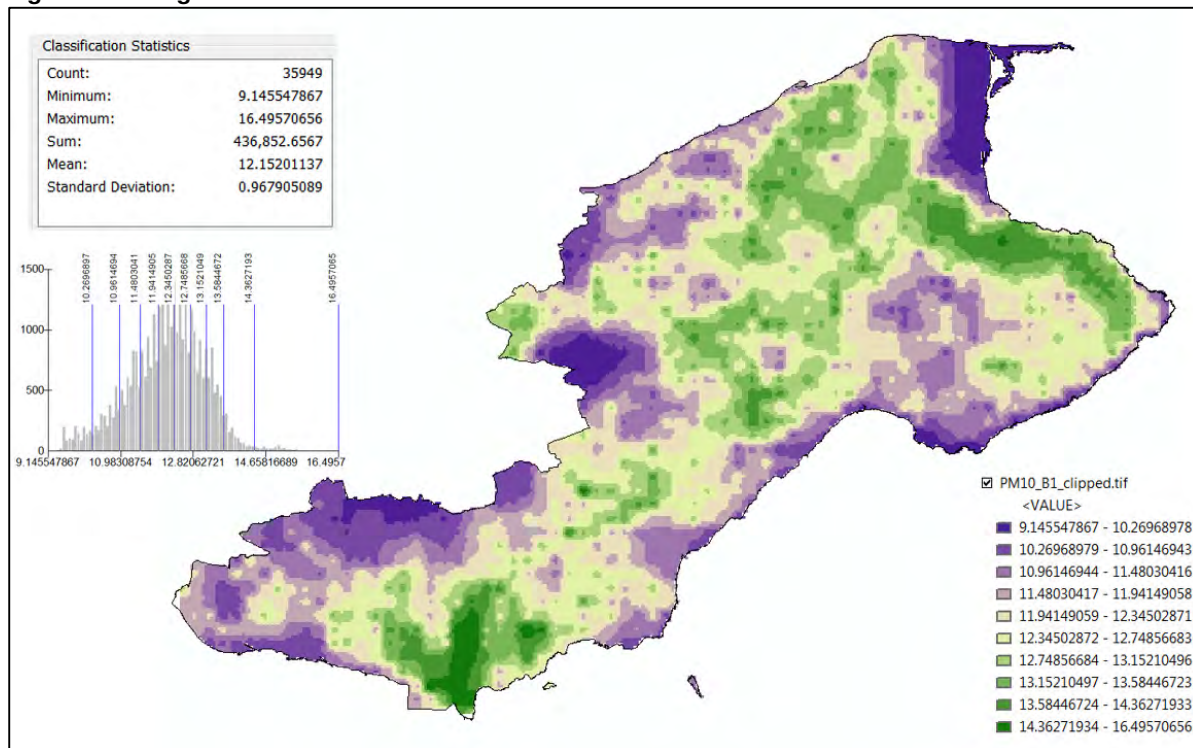 Classification Statistics
Count: 35949
Minimum: 9.145547867
Maximum: 16.49570656
Sum: 436,852.6567
Mean: 12.15201137
Standard Deviation: 0.967905089
10.2696897
10.9614694
11.4803041
11.9414905
12.3450287
12.7485668
13.1521049
13.5844672
14.3627193
16.4957065
1500
1000
500
0
9.145547867 10.98308754 12.82062721 14.65816689 16.4957
PM10_B1_clipped.tif
<VALUE>
9.145547867 - 10.26968978
10.26968979 - 10.96146943
10.96146944 - 11.48030416
11.48030417 - 11.94149058
11.94149059 - 12.34502871
12.34502872 - 12.74856683
12.74856684 - 13.15210496
13.15210497 - 13.58446723
13.58446724 - 14.36271933
14.36271934 - 16.49570656